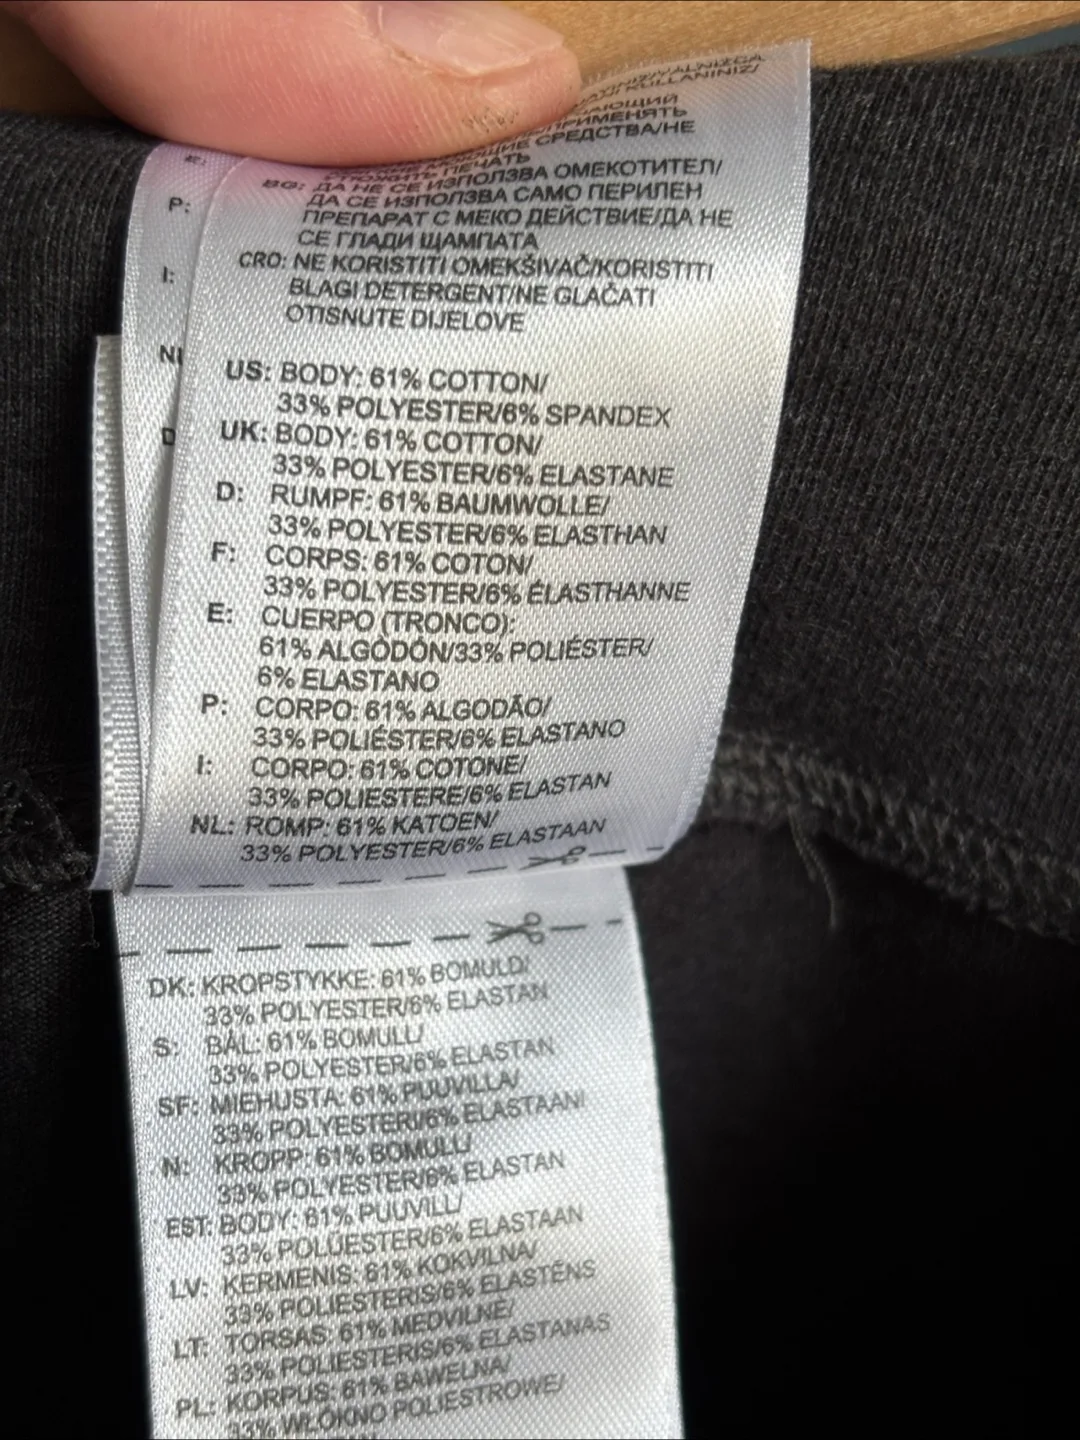 E:
P:
I:
NL
D
КАЮЩИЙ
ПРИМЕНЯТЬ
СРЕДСТВА/НЕ
ПЕЧАТЬ
BG: ДА НЕ СЕ ИЗПОЛЗВА ОМЕКОТИТЕЛ/
ДА СЕ ИЗПОЛЗВА САМО ПЕРИЛЕН
ПРЕПАРАТ С МЕКО ДЕЙСТВИЕ/ДА НЕ
СЕ ГЛАДИ ЩАМПАТА
CRO: NE KORISTITI OMEKŠIVAČ/KORISTITI
BLAGI DETERGENT/NE GLAČATI
OTISNUTE DIJELOVE
US: BODY: 61% COTTON/
33% POLYESTER/6% SPANDEX
UK: BODY: 61% COTTON/
33% POLYESTER/6% ELASTANE
D: RUMPF: 61% BAUMWOLLE/
33% POLYESTER/6% ELASTHAN
F: CORPS: 61% COTON/
33% POLYESTER/6% ÉLASTHANNE
E: CUERPO (TRONCO):
61% ALGODÓN/33% POLIÉSTER/
6% ELASTANO
P: CORPO: 61% ALGODÃO/
33% POLIÉSTER/6% ELASTANO
I: CORPO: 61% COTONE/
33% POLIESTERE/6% ELASTAN
NL: ROMP: 61% KATOEN/
33% POLYESTER/6% ELASTAAN
DK: KROPSTYKKE: 61% BOMULD/
33% POLYESTER/6% ELASTAN
S: BÅL: 61% BOMULL/
33% POLYESTER/6% ELASTAN
SF: MIEHUSTA: 61% PUUVILLA/
33% POLYESTERI/6% ELASTAANI
N: KROPP: 61% BOMULL/
33% POLYESTER/6% ELASTAN
EST: BODY: 61% PUUVILL/
33% POLÜESTER/6% ELASTAAN
LV: KERMENIS: 61% KOKVILNA/
33% POLIESTERIS/6% ELASTĒNS
LT: TORSAS: 61% MEDVILNĖ/
33% POLIESTERIS/6% ELASTANAS
PL: KORPUS: 61% BAWEŁNA/
33% WŁÓKNO POLIESTROWE/